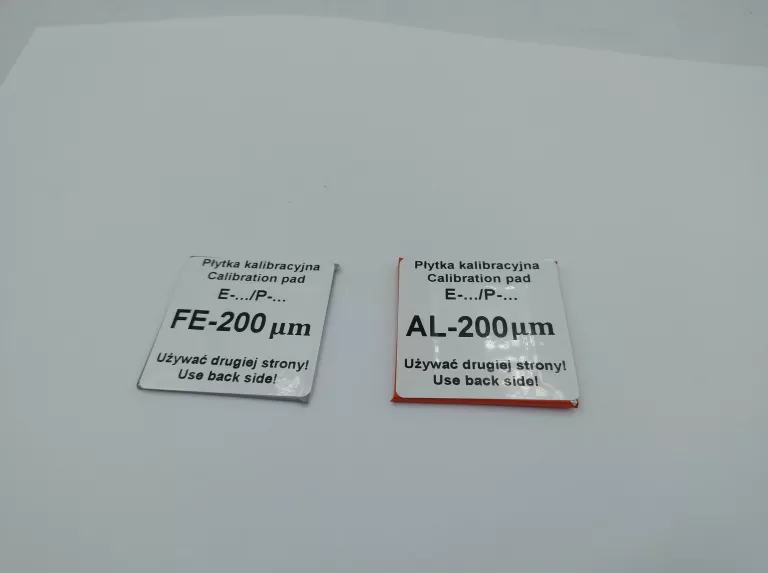 Płytka kalibracyjna
Calibration pad
E-.../P-...
FE-200 µm
Używać drugiej strony!
Use back side!
Płytka kalibracyjna
Calibration pad
E-.../P-...
AL-200 µm
Używać drugiej strony!
Use back side!